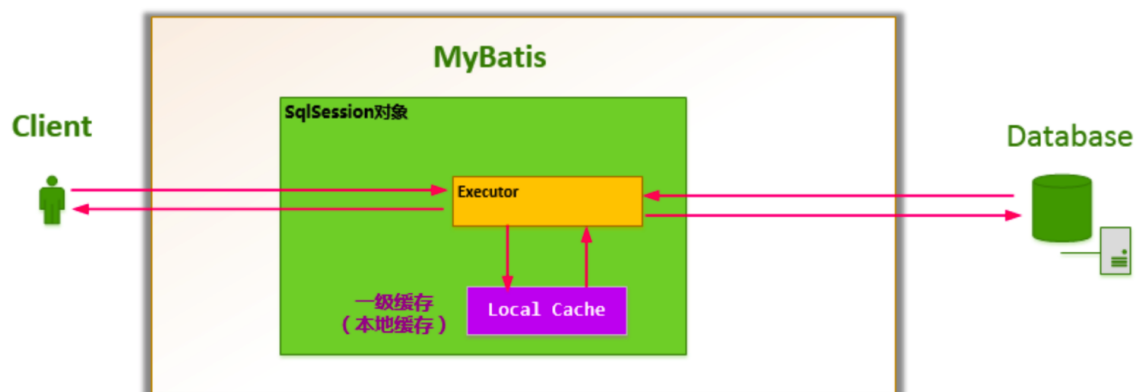 MyBatis
SqlSession对象
Client
Database
Executor
一级缓存
（本地缓存）
Local Cache